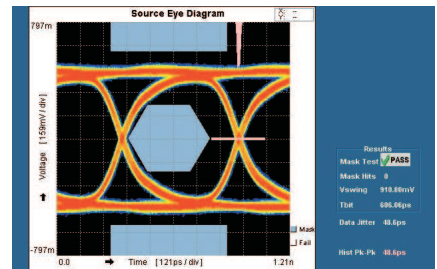 Source Eye Diagram
X: --
Y: --
797m
Voltage [159mV / div]
-797m
0.0
Time [121ps / div]
1.21n
Mask
Fail
Results
Mask Test PASS
Mask Hits 0
Vswing 910.00mV
Tbit 606.06ps
Data Jitter 48.6ps
Hist Pk-Pk 48.6ps